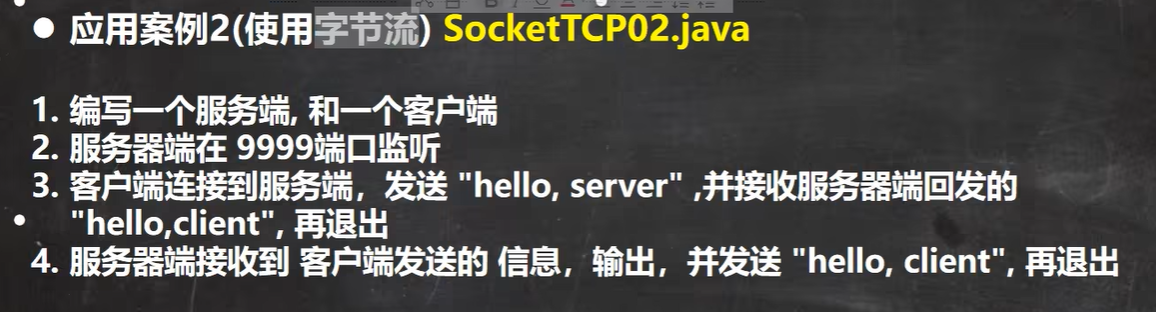 应用案例2(使用字节流) SocketTCP02.java
1. 编写一个服务端, 和一个客户端
2. 服务器端在 9999端口监听
3. 客户端连接到服务端，发送 "hello, server" ,并接收服务器端回发的
"hello,client", 再退出
4. 服务器端接收到 客户端发送的 信息，输出，并发送 "hello, client", 再退出